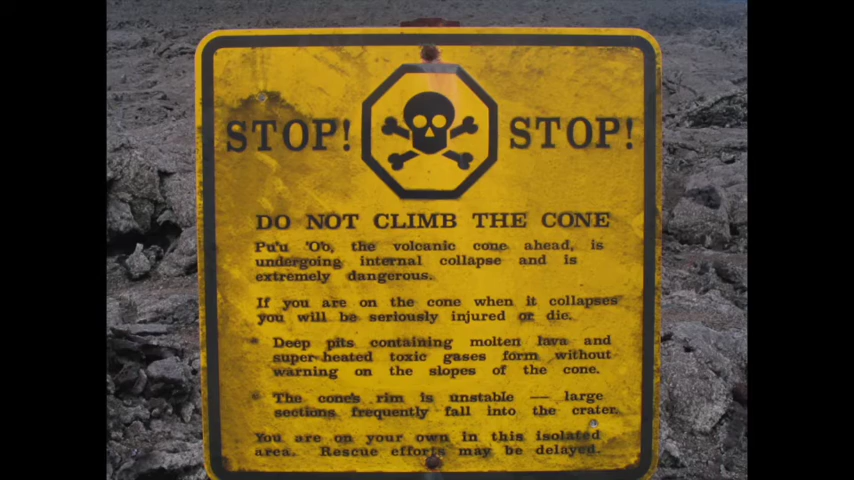 STOP! STOP!
DO NOT CLIMB THE CONE
Pu'u 'Ōʻo, the volcanic cone ahead, is
undergoing internal collapse and is
extremely dangerous.
If you are on the cone when it collapses
you will be seriously injured or die.
Deep pits containing molten lava and
super-heated toxic gases form without
warning on the slopes of the cone.
The cone's rim is unstable — large
sections frequently fall into the crater.
You are on your own in this isolated
area. Rescue efforts may be delayed.